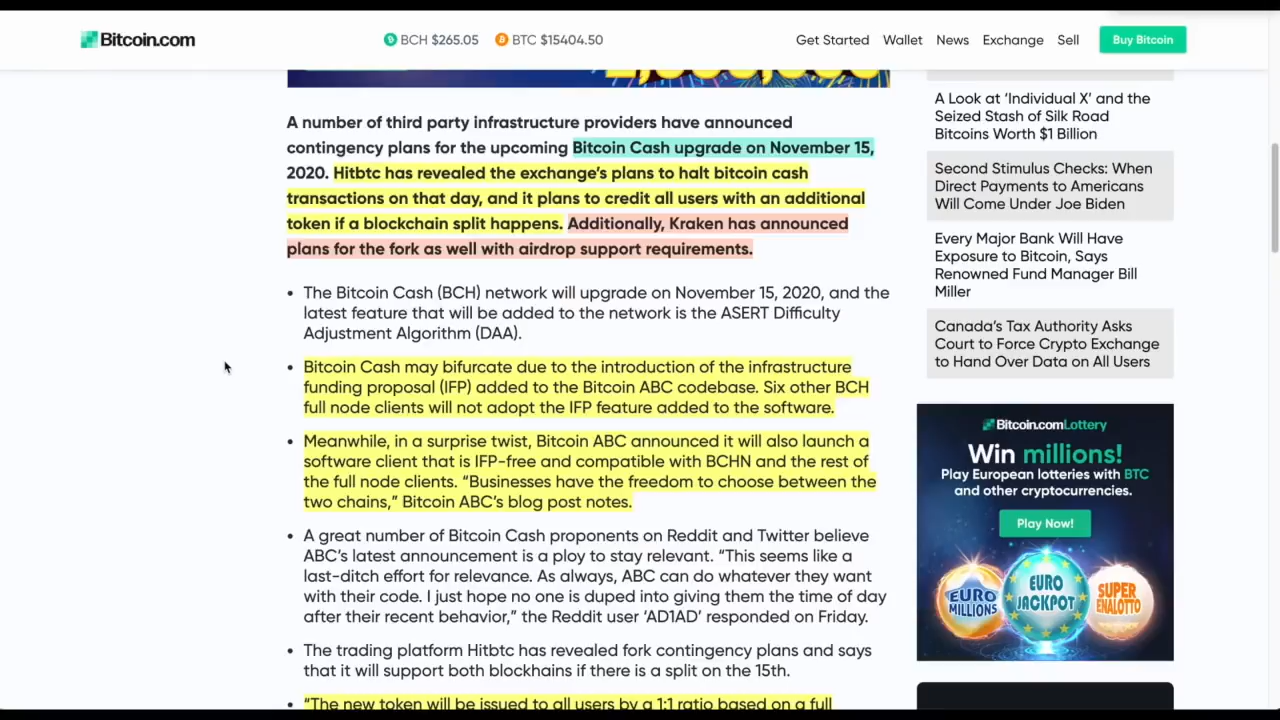 Bitcoin.com
BCH $265.05
BTC $15404.50
Get Started
Wallet
News
Exchange
Sell
Buy Bitcoin
A number of third party infrastructure providers have announced
contingency plans for the upcoming Bitcoin Cash upgrade on November 15,
2020. Hitbtc has revealed the exchange's plans to halt bitcoin cash
transactions on that day, and it plans to credit all users with an additional
token if a blockchain split happens. Additionally, Kraken has announced
plans for the fork as well with airdrop support requirements.
• The Bitcoin Cash (BCH) network will upgrade on November 15, 2020, and the
latest feature that will be added to the network is the ASERT Difficulty
Adjustment Algorithm (DAA).
• Bitcoin Cash may bifurcate due to the introduction of the infrastructure
funding proposal (IFP) added to the Bitcoin ABC codebase. Six other BCH
full node clients will not adopt the IFP feature added to the software.
• Meanwhile, in a surprise twist, Bitcoin ABC announced it will also launch a
software client that is IFP-free and compatible with BCHN and the rest of
the full node clients. “Businesses have the freedom to choose between the
two chains,” Bitcoin ABC's blog post notes.
• A great number of Bitcoin Cash proponents on Reddit and Twitter believe
ABC's latest announcement is a ploy to stay relevant. “This seems like a
last-ditch effort for relevance. As always, ABC can do whatever they want
with their code. I just hope no one is duped into giving them the time of day
after their recent behavior,” the Reddit user ‘AD1AD’ responded on Friday.
• The trading platform Hitbtc has revealed fork contingency plans and says
that it will support both blockhains if there is a split on the 15th.
• “The new token will be issued to all users by a 1:1 ratio based on a full
A Look at ‘Individual X’ and the
Seized Stash of Silk Road
Bitcoins Worth $1 Billion
Second Stimulus Checks: When
Direct Payments to Americans
Will Come Under Joe Biden
Every Major Bank Will Have
Exposure to Bitcoin, Says
Renowned Fund Manager Bill
Miller
Canada's Tax Authority Asks
Court to Force Crypto Exchange
to Hand Over Data on All Users
Bitcoin.comLottery
Win millions!
Play European lotteries with BTC
and other cryptocurrencies.
Play Now!
EURO
MILLIONS
EURO
JACKPOT
SUPER
ENALOTTO